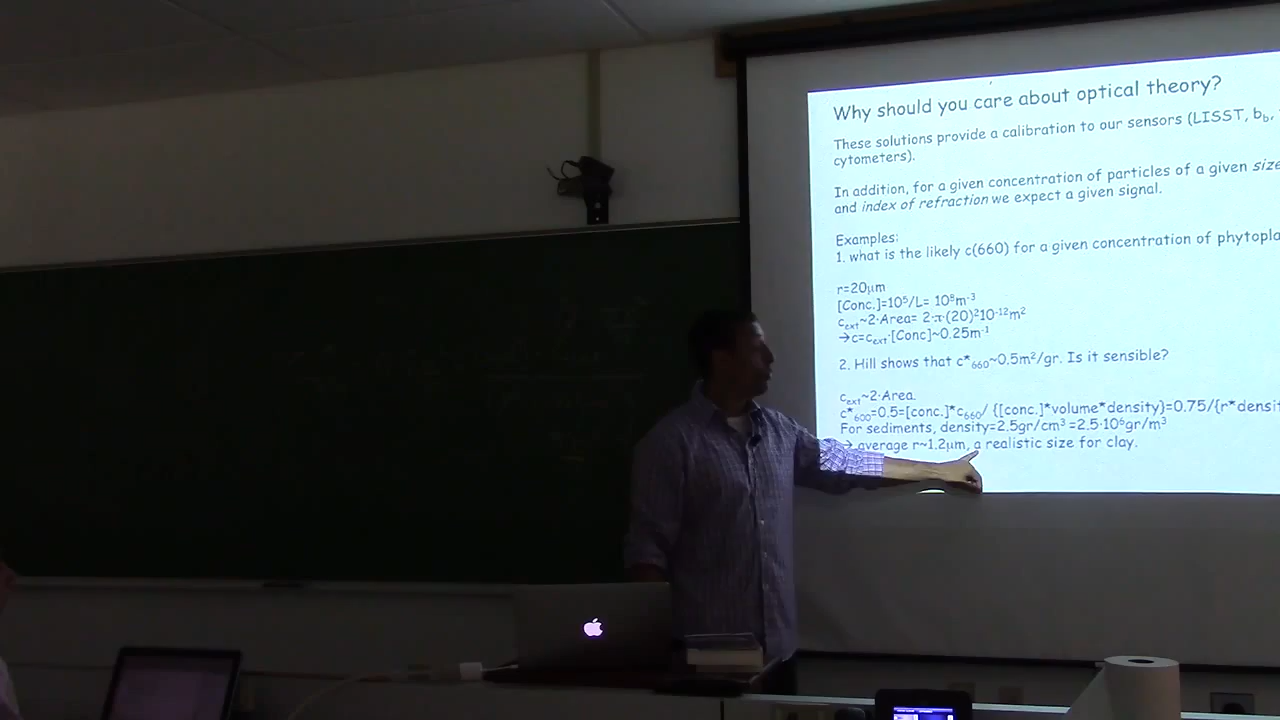 Why should you care about optical theory?
These solutions provide a calibration to our sensors (LISST, bb,
cytometers).
In addition, for a given concentration of particles of a given size
and index of refraction we expect a given signal.
Examples:
1. what is the likely c(660) for a given concentration of phytopla
r=20μm
[Conc.]=10⁵/L= 10⁸m⁻³
cext~2·Area= 2·π·(20)²10⁻¹²m²
→c=cext·[Conc]~0.25m⁻¹
2. Hill shows that c*660~0.5m²/gr. Is it sensible?
cext~2·Area.
c*600=0.5=[conc.]*c660/ {[conc.]*volume*density}=0.75/{r*densit
For sediments, density=2.5gr/cm³ =2.5·10⁶gr/m³
→ average r~1.2μm, a realistic size for clay.